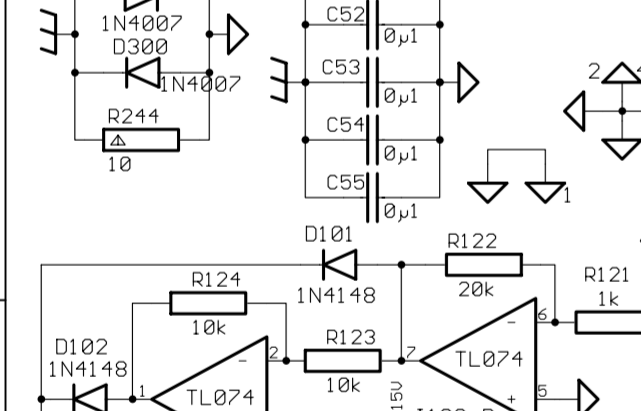 1N4007
D300
1N4007
R244
10
C52
0µ1
C53
0µ1
C54
0µ1
C55
0µ1
2
1
D101
1N4148
R122
20k
R121
1k
R124
10k
R123
10k
D102
1N4148
2
-
1
TL074
7
6
-
TL074
5
+
15V